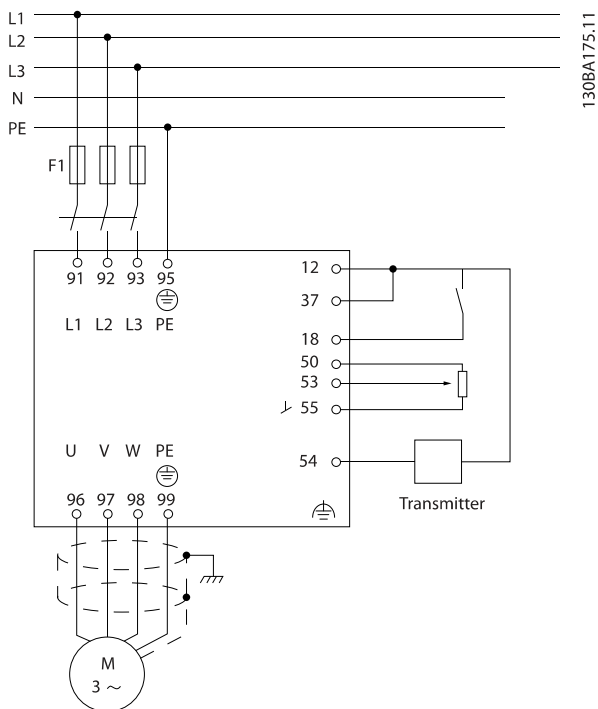 L1
L2
L3
N
PE
130BA175.11
F1
91 92 93 95
L1 L2 L3 PE
12
37
18
50
53
55
54
Transmitter
U V W PE
96 97 98 99
M
3 ~